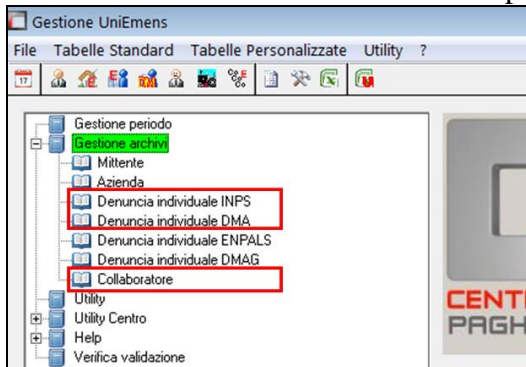 Gestione UniEmens
File Tabelle Standard Tabelle Personalizzate Utility ?
17
Gestione periodo
Gestione archivi
Mittente
Azienda
Denuncia individuale INPS
Denuncia individuale DMA
Denuncia individuale ENPALS
Denuncia individuale DMAG
Collaboratore
Utility
Utility Centro
Help
Verifica validazione
CENT
PAGH